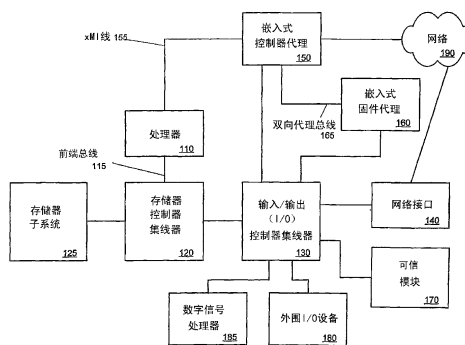 xMI线 155
嵌入式
控制器代理
150
网络
190
处理器
110
双向代理总线
165
嵌入式
固件代理
160
前端总线
115
存储器
子系统
125
存储器
控制器
集线器
120
输入/输出
(I/O)
控制器集线器
130
网络接口
140
可信
模块
170
数字信号
处理器
185
外围I/O设备
180